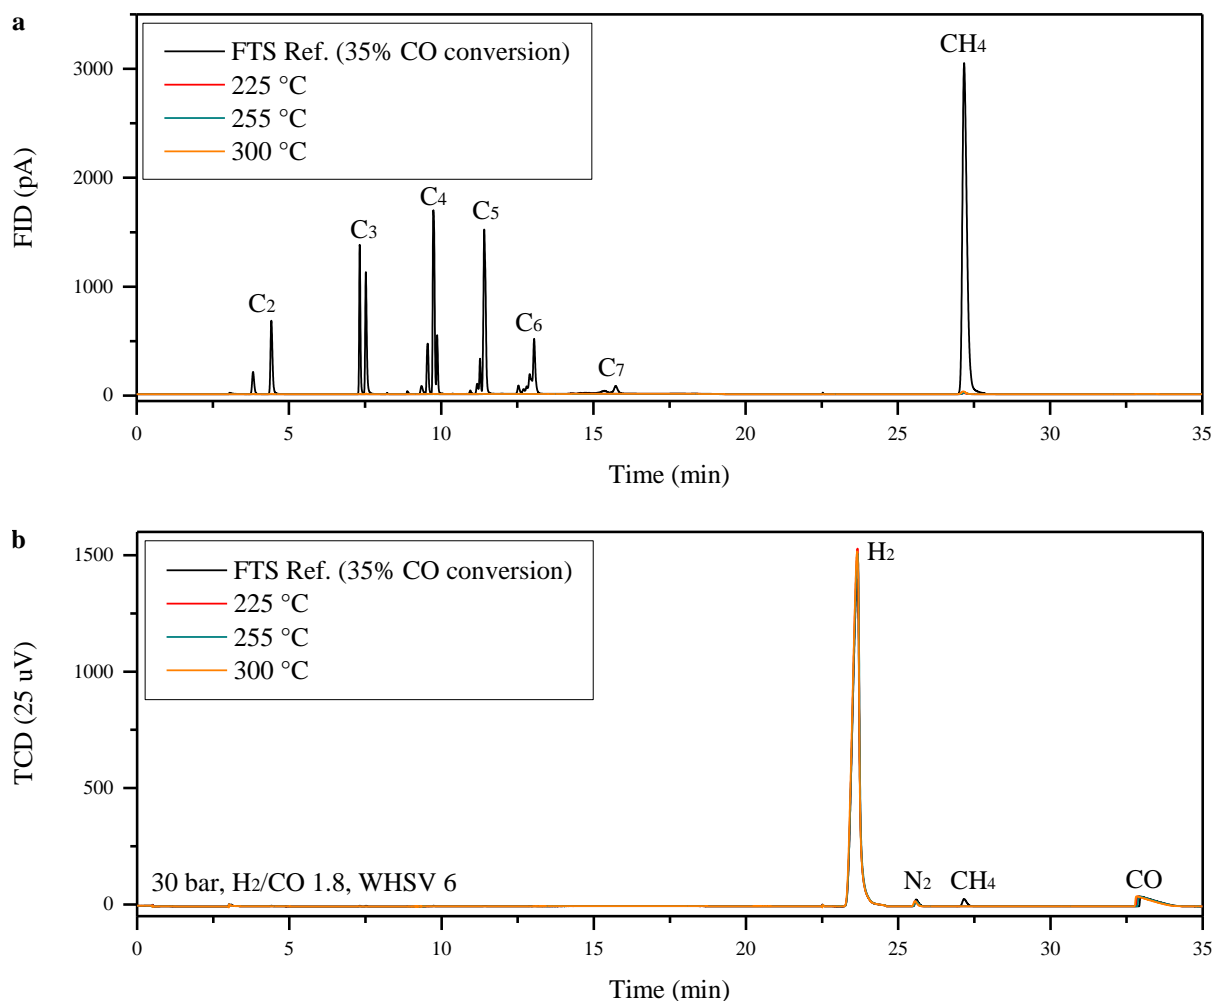 a
FTS Ref. (35% CO conversion)
225 °C
255 °C
300 °C
CH4
C2
C3
C4
C5
C6
C7
3000
2000
1000
0
FID (pA)
0 5 10 15 20 25 30 35
Time (min)
b
FTS Ref. (35% CO conversion)
225 °C
255 °C
300 °C
H2
N2
CH4
CO
30 bar, H2/CO 1.8, WHSV 6
1500
1000
500
0
TCD (25 uV)
0 5 10 15 20 25 30 35
Time (min)